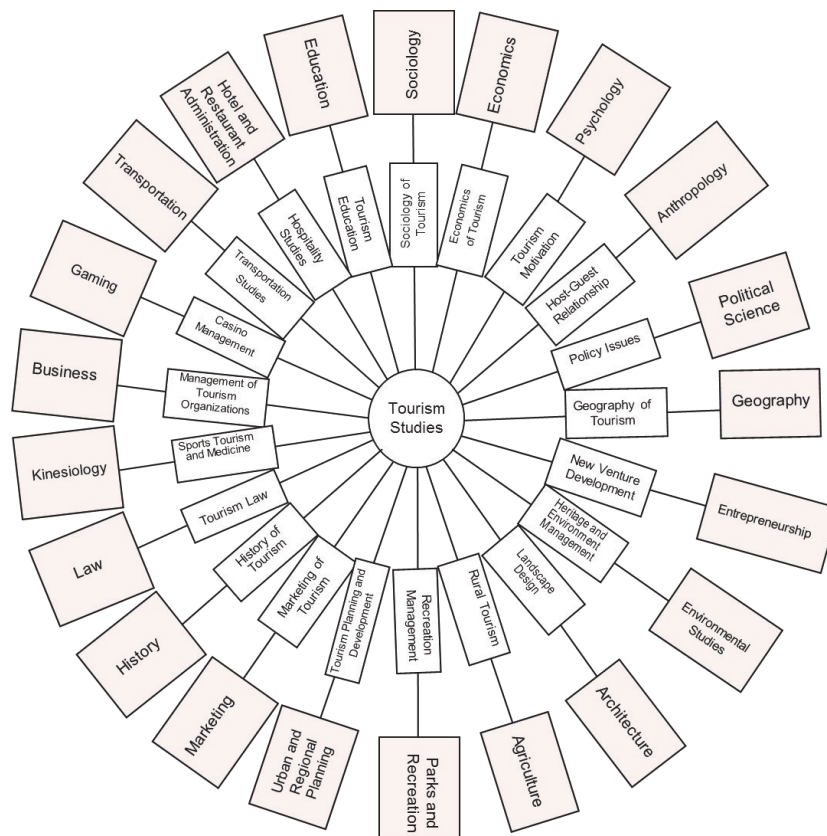 Sociology
Economics
Psychology
Anthropology
Political
Science
Geography
Entrepreneurship
Environmental
Studies
Architecture
Agriculture
Parks and
Recreation
Urban and
Regional
Planning
Marketing
History
Law
Kinesiology
Business
Gaming
Transportation
Hotel and
Restaurant
Administration
Education
Sociology of
Tourism
Economics
of Tourism
Tourism
Motivation
Host-Guest
Relationship
Policy Issues
Geography of
Tourism
New Venture
Development
Heritage and
Environment
Management
Landscape
Design
Rural Tourism
Recreation
Management
Tourism Planning and
Development
Marketing of
Tourism
History of
Tourism
Tourism Law
Sports Tourism
and Medicine
Management of
Tourism
Organizations
Casino
Management
Transportation
Studies
Hospitality
Studies
Tourism
Education
Tourism
Studies